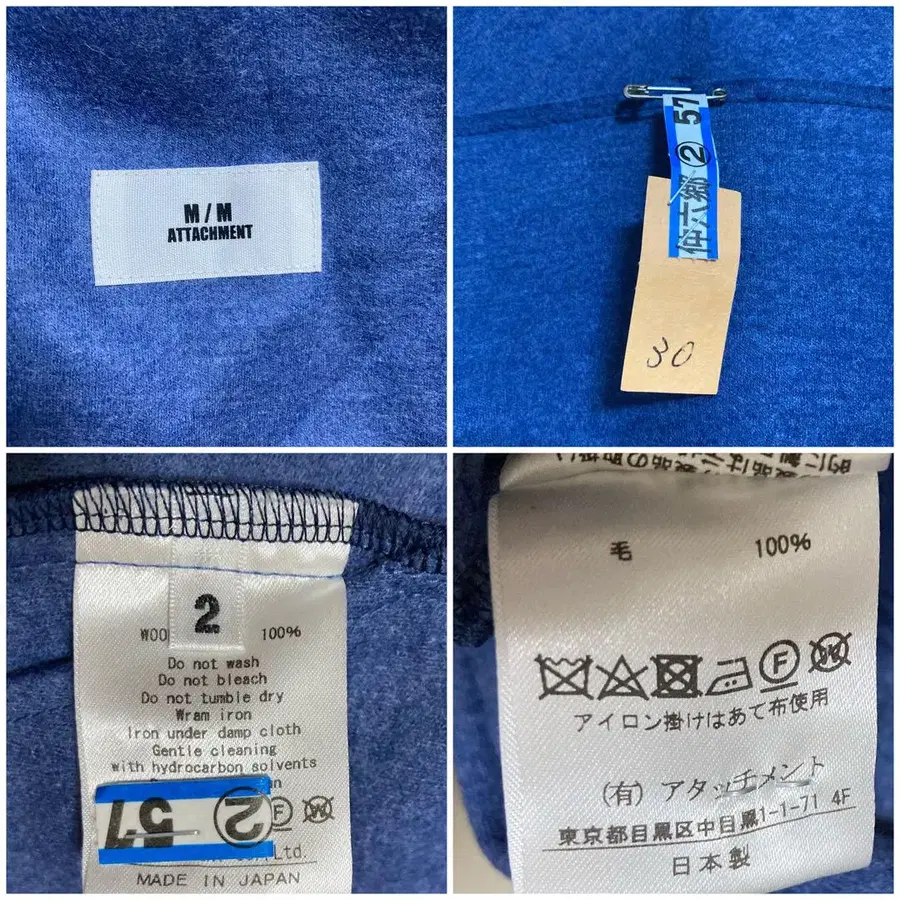 M / M
ATTACHMENT
② 57
30
2
WOO 100%
Do not wash
Do not bleach
Do not tumble dry
Wram iron
Iron under damp cloth
Gentle cleaning
with hydrocarbon solvents
57 ②
F W
Co., Ltd.
MADE IN JAPAN
毛 100%
F W
アイロン掛けはあて布使用
(有) アタッチメント
東京都目黒区中目黒1-1-71 4F
日本製